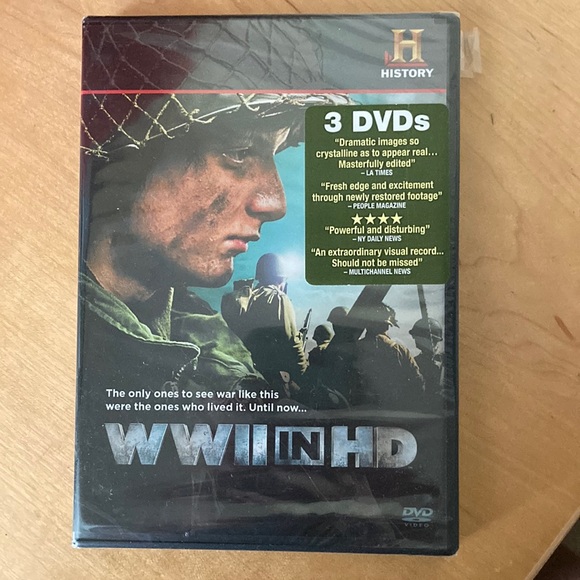 H
HISTORY
3 DVDs
“Dramatic images so
crystalline as to appear real...
Masterfully edited”
– LA TIMES
“Fresh edge and excitement
through newly restored footage”
– PEOPLE MAGAZINE
★★★★
“Powerful and disturbing”
– NY DAILY NEWS
“An extraordinary visual record...
Should not be missed”
– MULTICHANNEL NEWS
The only ones to see war like this
were the ones who lived it. Until now...
WWII IN HD
DVD
VIDEO